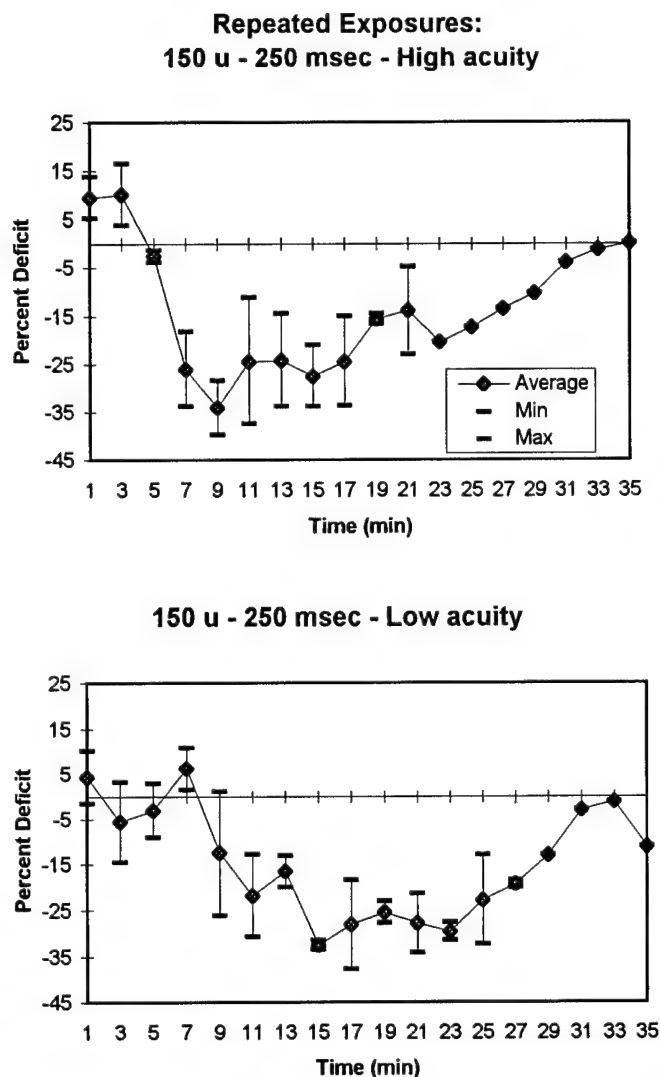 Repeated Exposures:
150 u - 250 msec - High acuity
25
15
5
-5
-15
-25
-35
-45
Percent Deficit
Average
Min
Max
1 3 5 7 9 11 13 15 17 19 21 23 25 27 29 31 33 35
Time (min)
150 u - 250 msec - Low acuity
25
15
5
-5
-15
-25
-35
-45
Percent Deficit
1 3 5 7 9 11 13 15 17 19 21 23 25 27 29 31 33 35
Time (min)